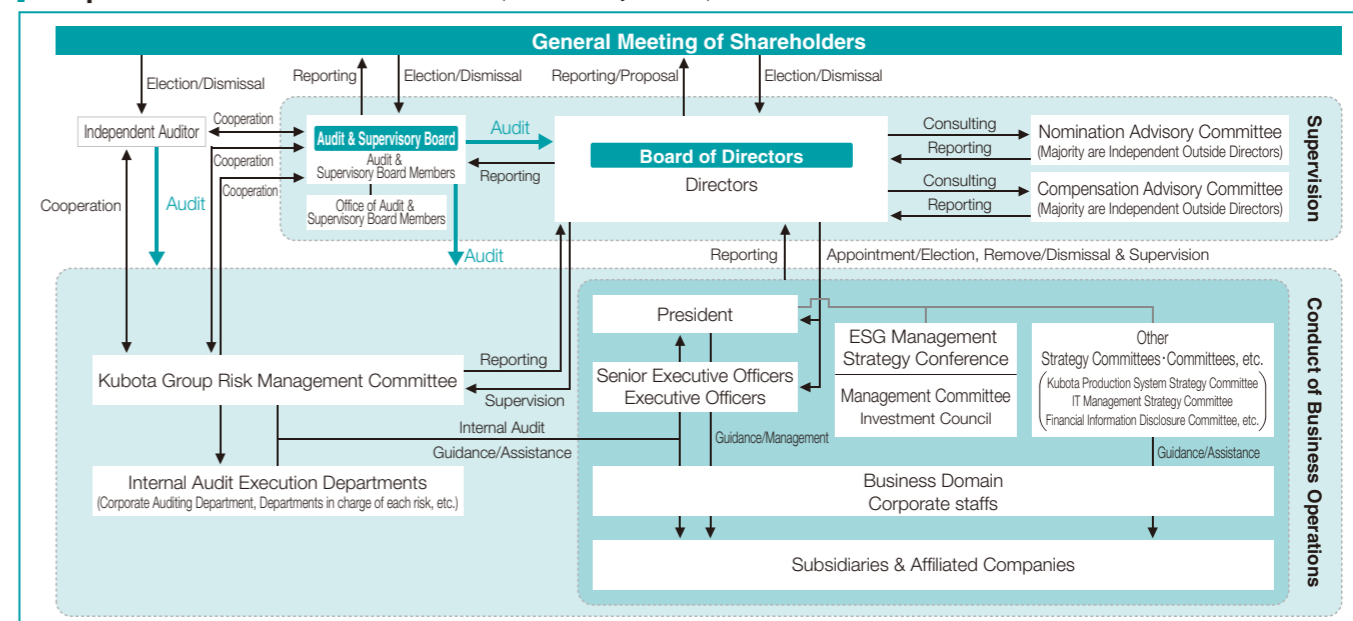 General Meeting of Shareholders
Election/Dismissal
Reporting
Election/Dismissal
Reporting/Proposal
Election/Dismissal
Independent Auditor
Cooperation
Cooperation
Cooperation
Cooperation
Audit
Audit & Supervisory Board
Audit &
Supervisory Board Members
Office of Audit &
Supervisory Board Members
Audit
Reporting
Audit
Board of Directors
Directors
Consulting
Reporting
Consulting
Reporting
Nomination Advisory Committee
(Majority are Independent Outside Directors)
Compensation Advisory Committee
(Majority are Independent Outside Directors)
Supervision
Reporting
Appointment/Election, Remove/Dismissal & Supervision
Kubota Group Risk Management Committee
Reporting
Supervision
Internal Audit
Guidance/Assistance
Internal Audit Execution Departments
(Corporate Auditing Department, Departments in charge of each risk, etc.)
President
Senior Executive Officers
Executive Officers
Guidance/Management
ESG Management
Strategy Conference
Management Committee
Investment Council
Other
Strategy Committees・Committees, etc.
(Kubota Production System Strategy Committee
IT Management Strategy Committee
Financial Information Disclosure Committee, etc.)
Guidance/Assistance
Business Domain
Corporate staffs
Subsidiaries & Affiliated Companies
Conduct of Business Operations